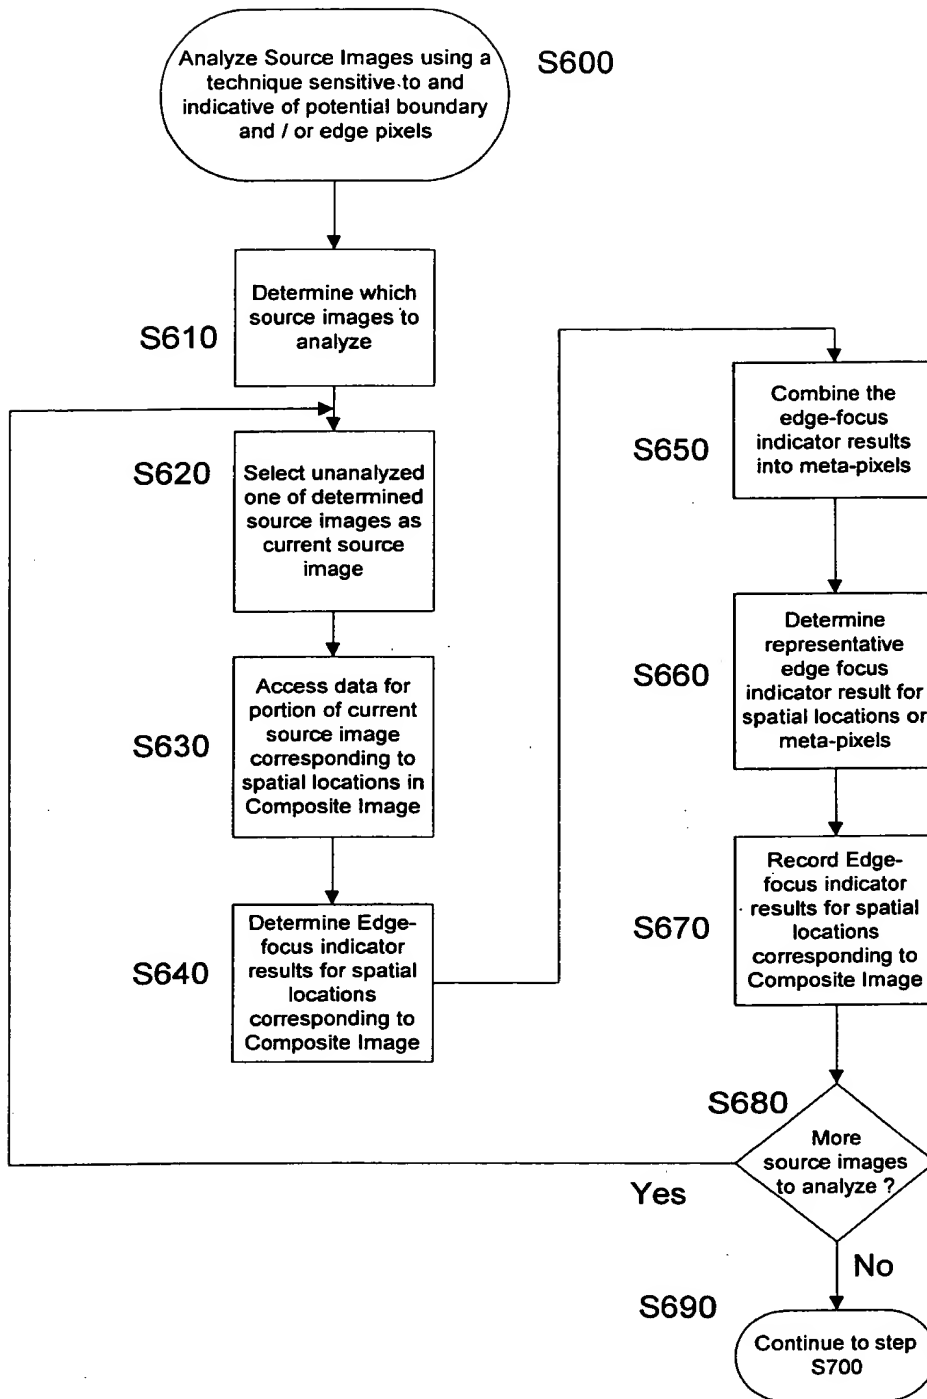 Analyze Source Images using a
technique sensitive to and
indicative of potential boundary
and / or edge pixels
S600
Determine which
source images to
analyze
S610
S620
Select unanalyzed
one of determined
source images as
current source
image
S630
Access data for
portion of current
source image
corresponding to
spatial locations in
Composite Image
S640
Determine Edge-
focus indicator
results for spatial
locations
corresponding to
Composite Image
S650
Combine the
edge-focus
indicator results
into meta-pixels
S660
Determine
representative
edge focus
indicator result for
spatial locations or
meta-pixels
S670
Record Edge-
focus indicator
results for spatial
locations
corresponding to
Composite Image
S680
More
source images
to analyze ?
Yes
No
S690
Continue to step
S700